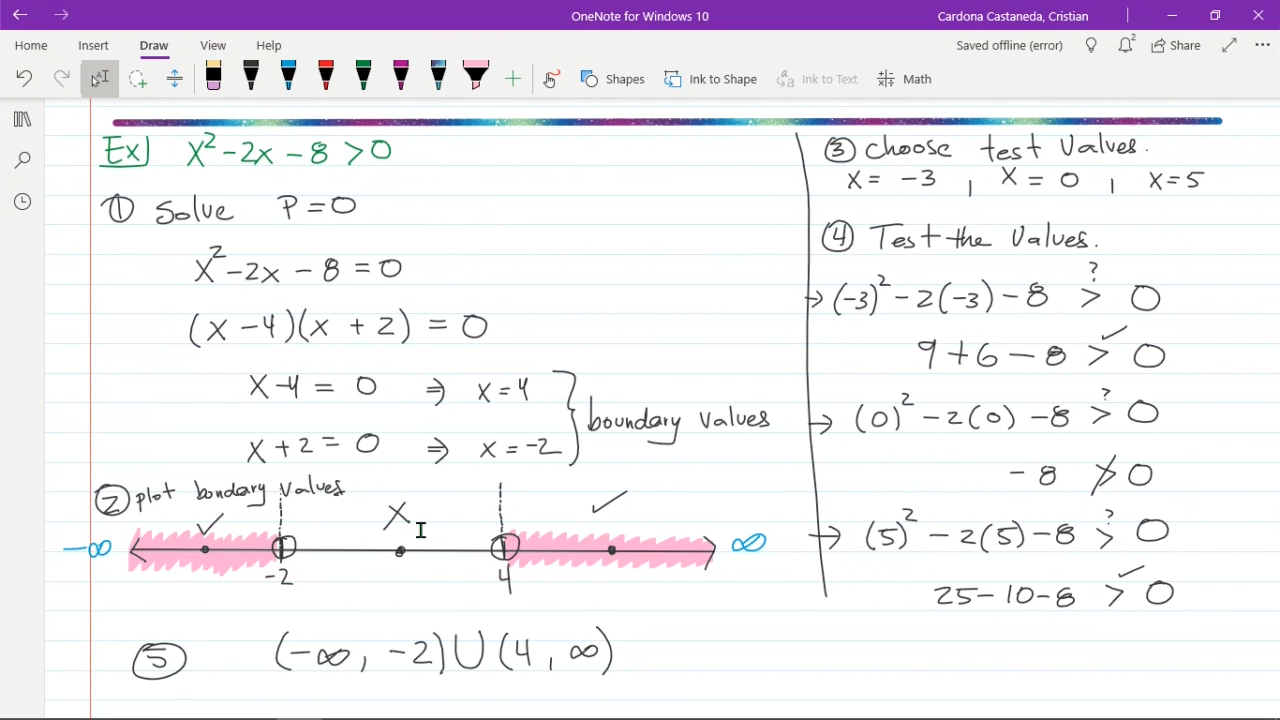 OneNote for Windows 10
Cardona Castaneda, Cristian
Home Insert Draw View Help
Saved offline (error)
Share
Shapes
Ink to Shape
Ink to Text
Math
Ex) x² - 2x - 8 > 0
① Solve P = 0
x² - 2x - 8 = 0
(x - 4)(x + 2) = 0
x - 4 = 0 ⇒ x = 4
x + 2 = 0 ⇒ x = -2
boundary values
② plot bondary values
✓ X ✓
-∞ -2 4 ∞
⑤ (-∞, -2) ∪ (4, ∞)
③ choose test values.
x = -3 , x = 0 , x = 5
④ Test the values.
→ (-3)² - 2(-3) - 8 >? 0
9 + 6 - 8 >✓ 0
→ (0)² - 2(0) - 8 >? 0
-8 ≯ 0
→ (5)² - 2(5) - 8 >? 0
25 - 10 - 8 >✓ 0